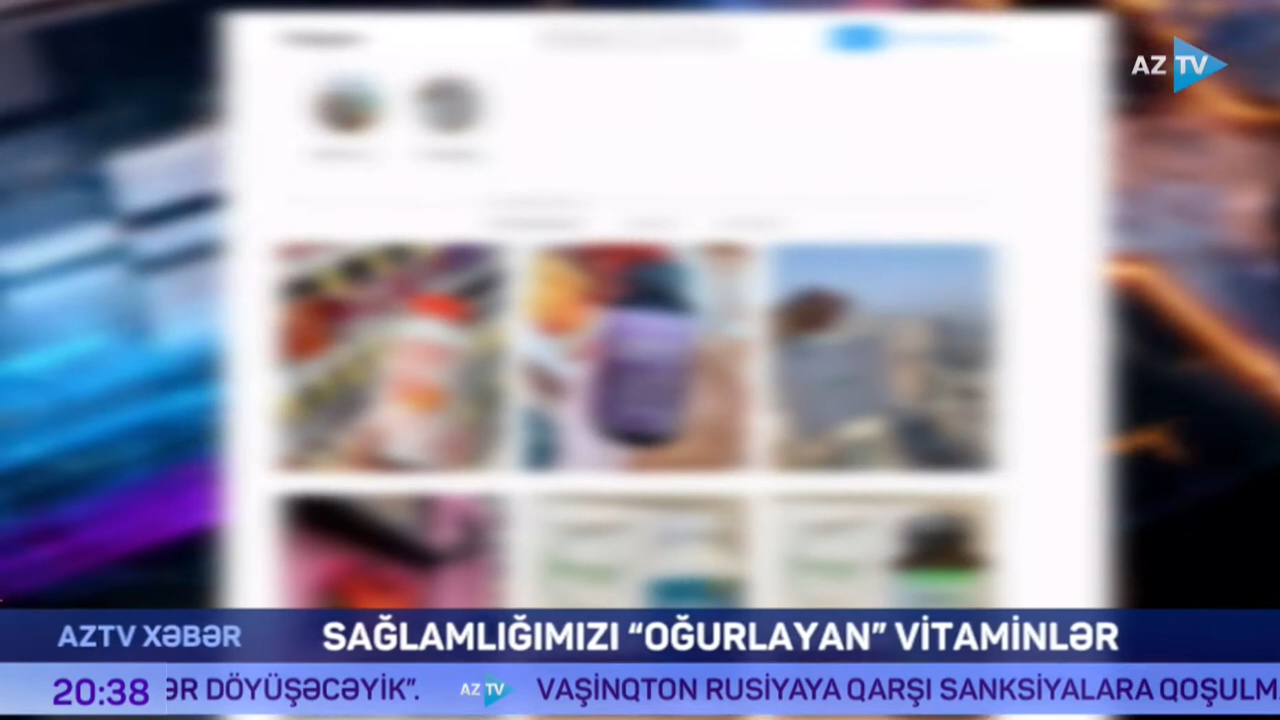 AZ TV
AZTV XƏBƏR
SAĞLAMLIĞIMIZI “OĞURLAYAN” VİTAMİNLƏR
20:38
ƏR DÖYÜŞƏCƏYİK”. AZ TV VAŞİNQTON RUSİYAYA QARŞI SANKSİYALARA QOŞULM